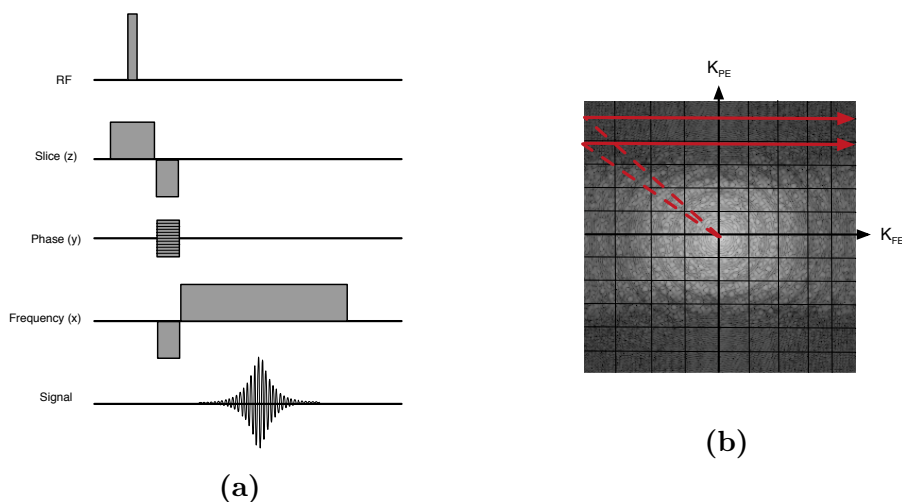 RF
Slice (z)
Phase (y)
Frequency (x)
Signal
(a)
K_PE
K_FE
(b)